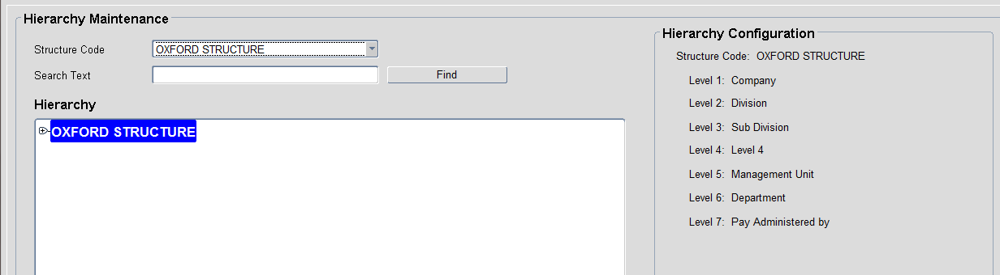 Hierarchy Maintenance
Structure Code OXFORD STRUCTURE
Search Text Find
Hierarchy
OXFORD STRUCTURE
Hierarchy Configuration
Structure Code: OXFORD STRUCTURE
Level 1: Company
Level 2: Division
Level 3: Sub Division
Level 4: Level 4
Level 5: Management Unit
Level 6: Department
Level 7: Pay Administered by